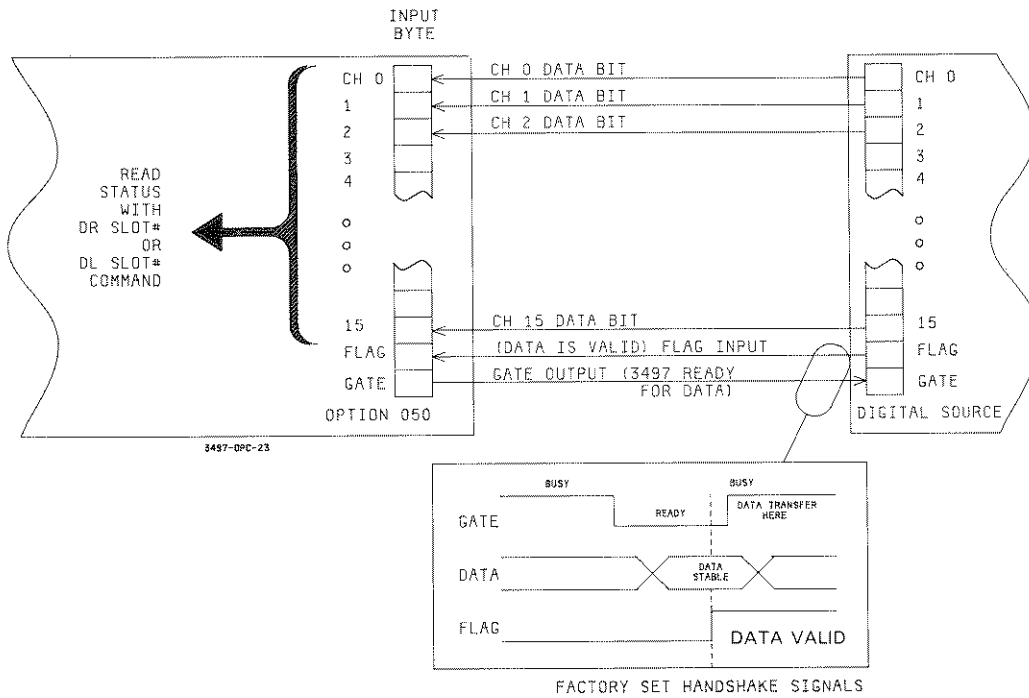 INPUT
BYTE
CH 0
1
2
3
4
15
FLAG
GATE
OPTION 050
READ
STATUS
WITH
DR SLOT#
OR
DL SLOT#
COMMAND
3497-OPC-23
CH 0 DATA BIT
CH 1 DATA BIT
CH 2 DATA BIT
CH 15 DATA BIT
(DATA IS VALID) FLAG INPUT
GATE OUTPUT (3497 READY
FOR DATA)
CH 0
1
2
3
4
15
FLAG
GATE
DIGITAL SOURCE
BUSY
BUSY
GATE
READY
DATA TRANSFER
HERE
DATA
DATA
STABLE
FLAG
DATA VALID
FACTORY SET HANDSHAKE SIGNALS